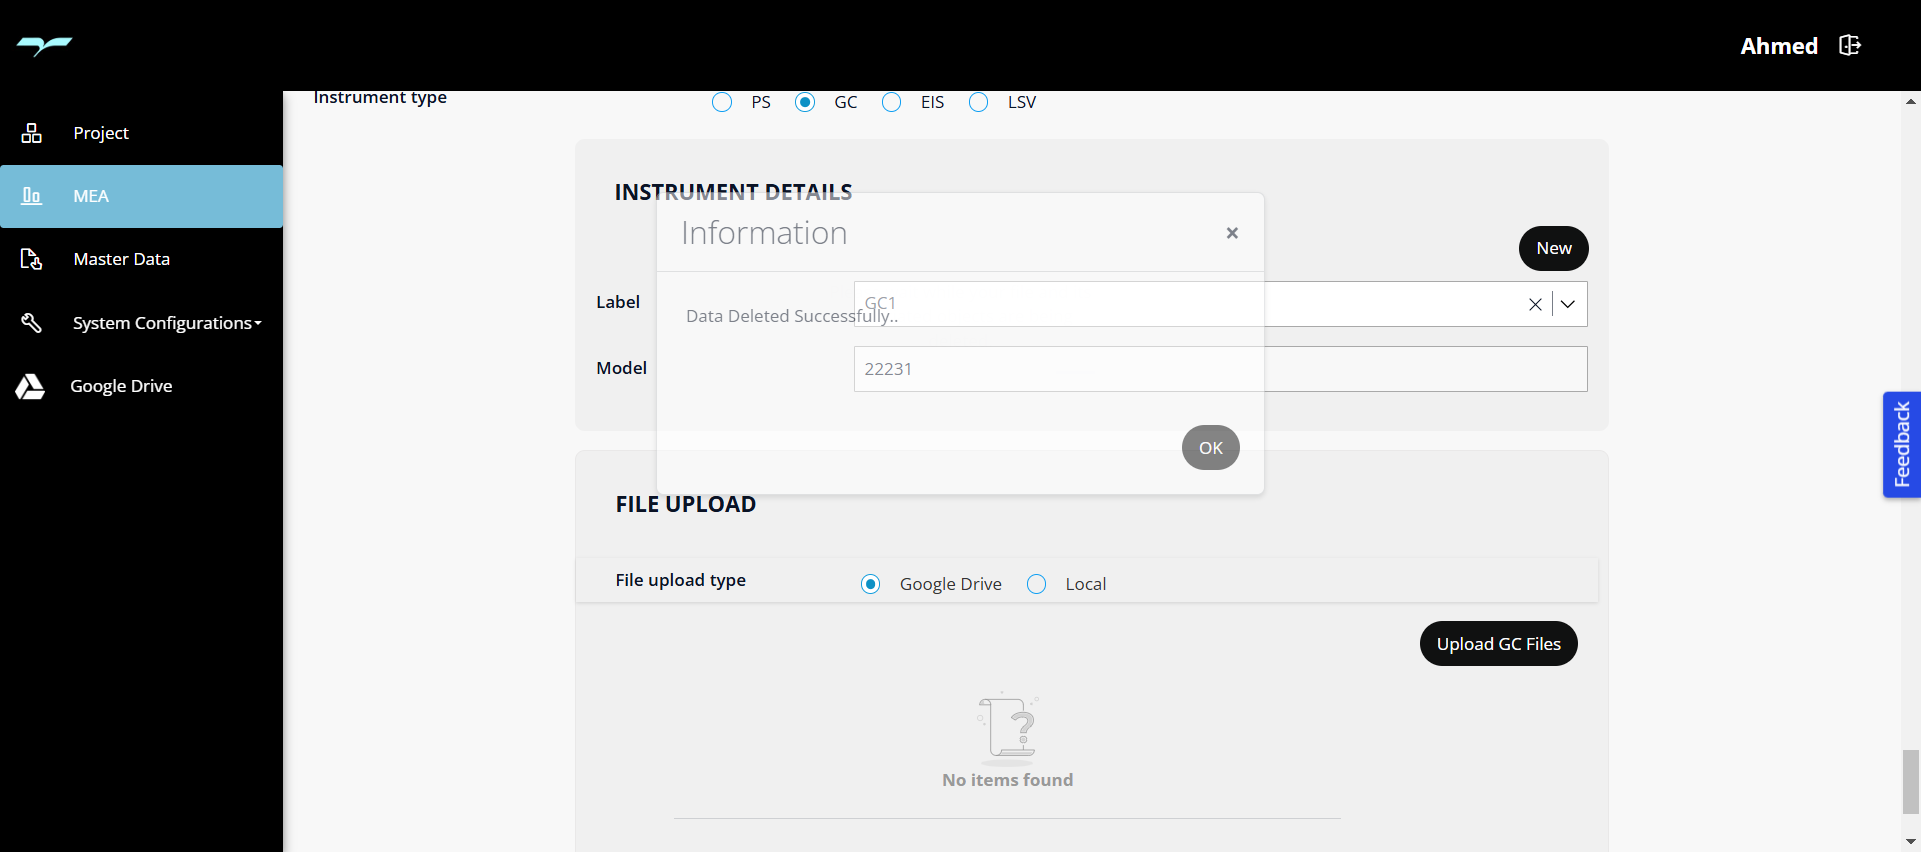 Ahmed
Project
MEA
Master Data
System Configurations
Google Drive
Instrument type
PS GC EIS LSV
INSTRUMENT DETAILS
Information
×
New
Label
GC1
Data Deleted Successfully..
Model
22231
OK
FILE UPLOAD
File upload type
Google Drive Local
Upload GC Files
?
No items found
Feedback